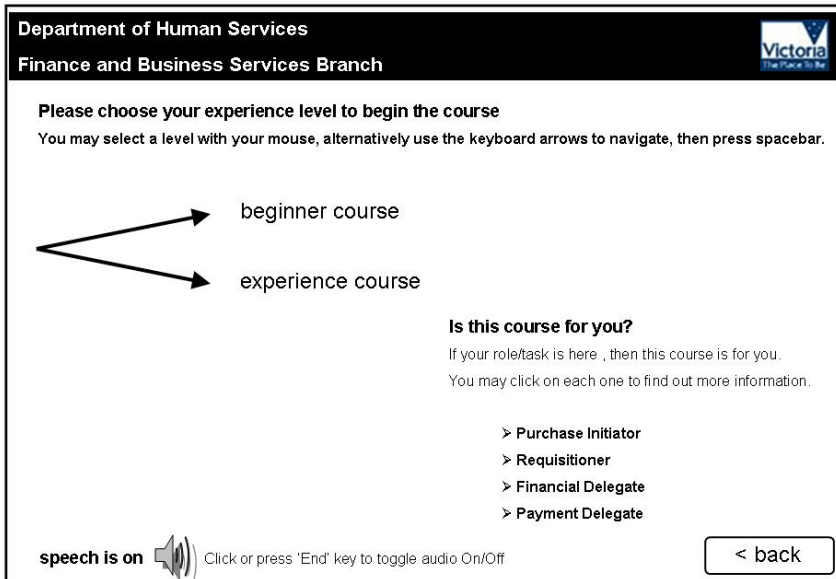 Department of Human Services
Finance and Business Services Branch
Victoria
The Place To Be
Please choose your experience level to begin the course
You may select a level with your mouse, alternatively use the keyboard arrows to navigate, then press spacebar.
beginner course
experience course
Is this course for you?
If your role/task is here , then this course is for you.
You may click on each one to find out more information.
➢ Purchase Initiator
➢ Requisitioner
➢ Financial Delegate
➢ Payment Delegate
speech is on
Click or press 'End' key to toggle audio On/Off
< back